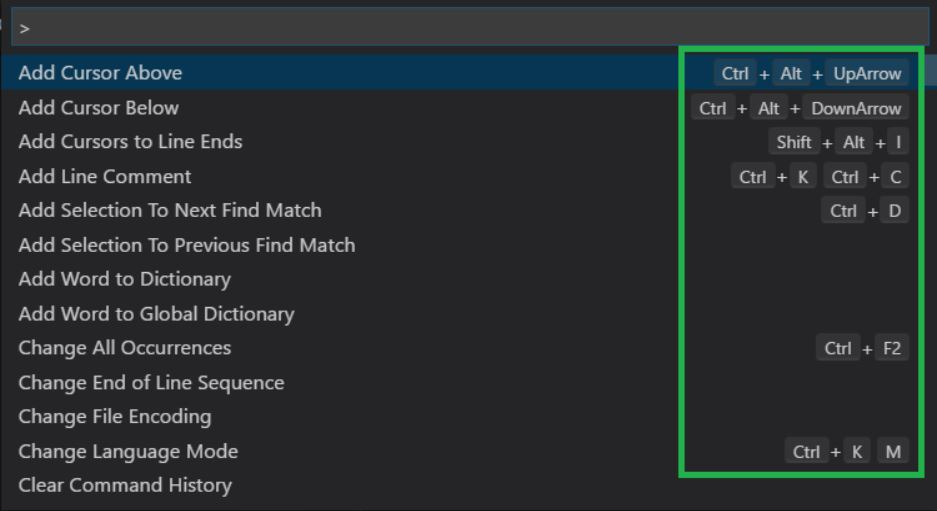 >
Add Cursor Above Ctrl + Alt + UpArrow
Add Cursor Below Ctrl + Alt + DownArrow
Add Cursors to Line Ends Shift + Alt + I
Add Line Comment Ctrl + K Ctrl + C
Add Selection To Next Find Match Ctrl + D
Add Selection To Previous Find Match
Add Word to Dictionary
Add Word to Global Dictionary
Change All Occurrences Ctrl + F2
Change End of Line Sequence
Change File Encoding
Change Language Mode Ctrl + K M
Clear Command History